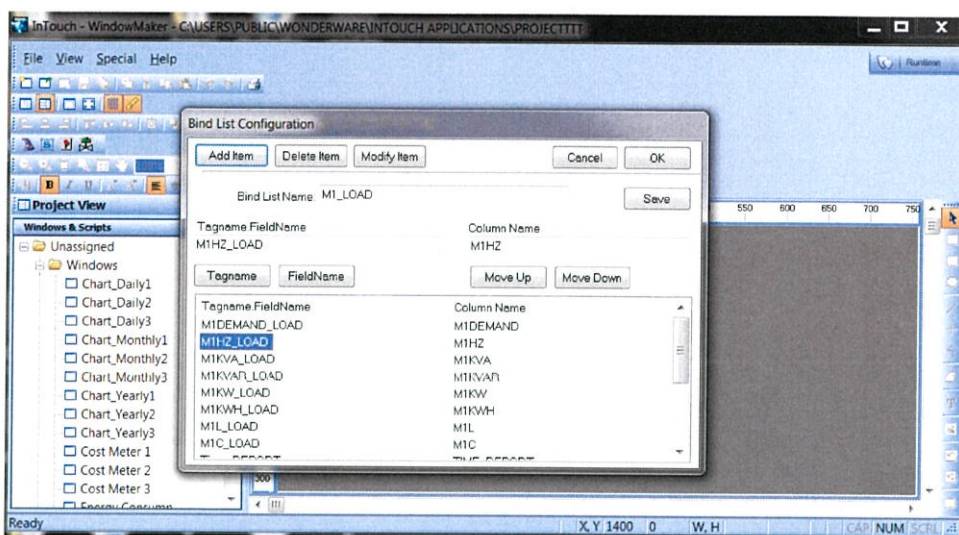 InTouch - WindowMaker - C:\USERS\PUBLIC\WONDERWARE\INTOUCH APPLICATIONS\PROJECTTTT
File View Special Help
Runtime
Bind List Configuration
Add Item Delete Item Modify Item Cancel OK
Bind List Name: M1_LOAD
Save
Project View
550 600 650 700 750
Windows & Scripts
Tagname.FieldName Column Name
M1HZ_LOAD M1HZ
Unassigned
Windows
Tagname FieldName Move Up Move Down
Chart_Daily1
Chart_Daily2
Chart_Daily3
Chart_Monthly1
Chart_Monthly2
Chart_Monthly3
Chart_Yearly1
Chart_Yearly2
Chart_Yearly3
Cost Meter 1
Cost Meter 2
Cost Meter 3
Tagname.FieldName Column Name
M1DEMAND_LOAD M1DEMAND
M1HZ_LOAD M1HZ
M1KVA_LOAD M1KVA
M1KVAR_LOAD M1KVAR
M1KW_LOAD M1KW
M1KWH_LOAD M1KWH
M1L_LOAD M1L
M1C_LOAD M1C
TIME_REPORT
300
Ready X, Y 1400 0 W, H CAP NUM SCRL